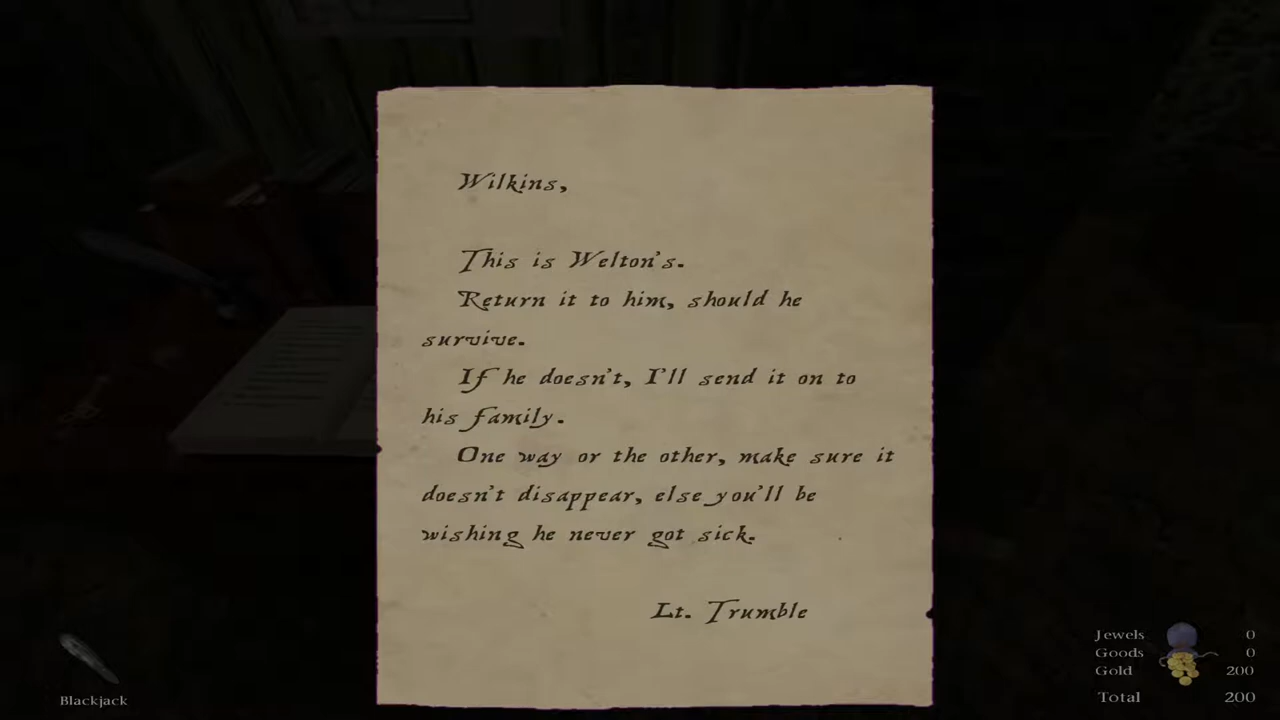 Wilkins,
This is Welton's.
Return it to him, should he
survive.
If he doesn't, I'll send it on to
his family.
One way or the other, make sure it
doesn't disappear, else you'll be
wishing he never got sick.
Lt. Trumble
Blackjack
Jewels 0
Goods 0
Gold 200
Total 200